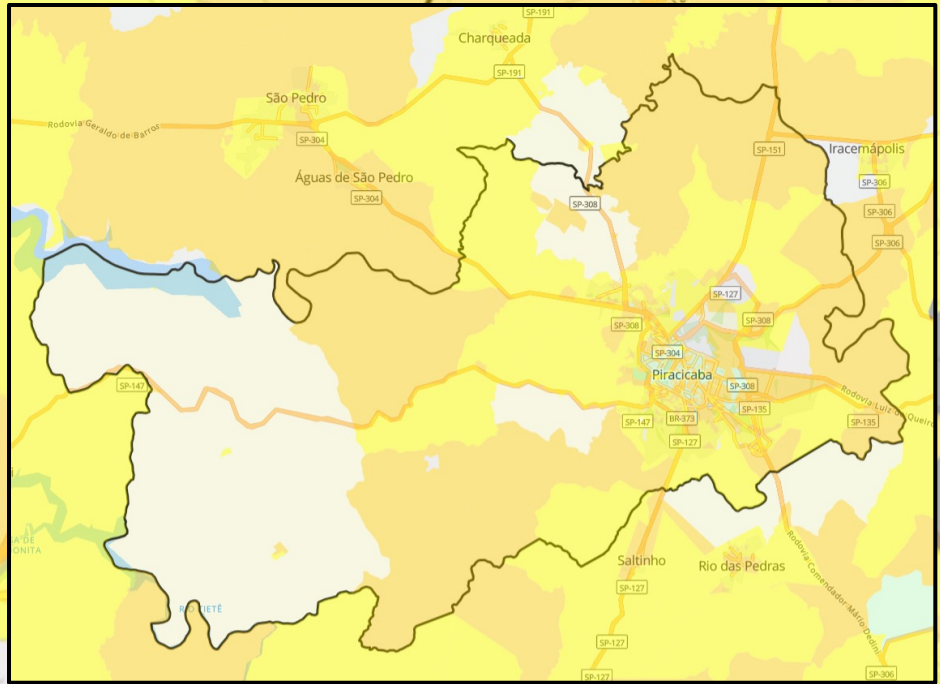 SP-191
Charqueada
SP-191
São Pedro
Rodovia Geraldo de Barros
SP-304
SP-151
Iracemápolis
Águas de São Pedro
SP-304
SP-306
SP-308
SP-306
SP-306
SP-127
SP-308
SP-308
SP-304
Piracicaba
SP-147
SP-308
Rodovia Luiz de Queiro
SP-135
SP-147
BR-373
SP-135
SP-127
A DE
ONITA
Saltinho
Rio das Pedras
Rodovia Comendador Mário Dedini
SP-127
RIO TIETÊ
SP-127
SP-127
SP-306